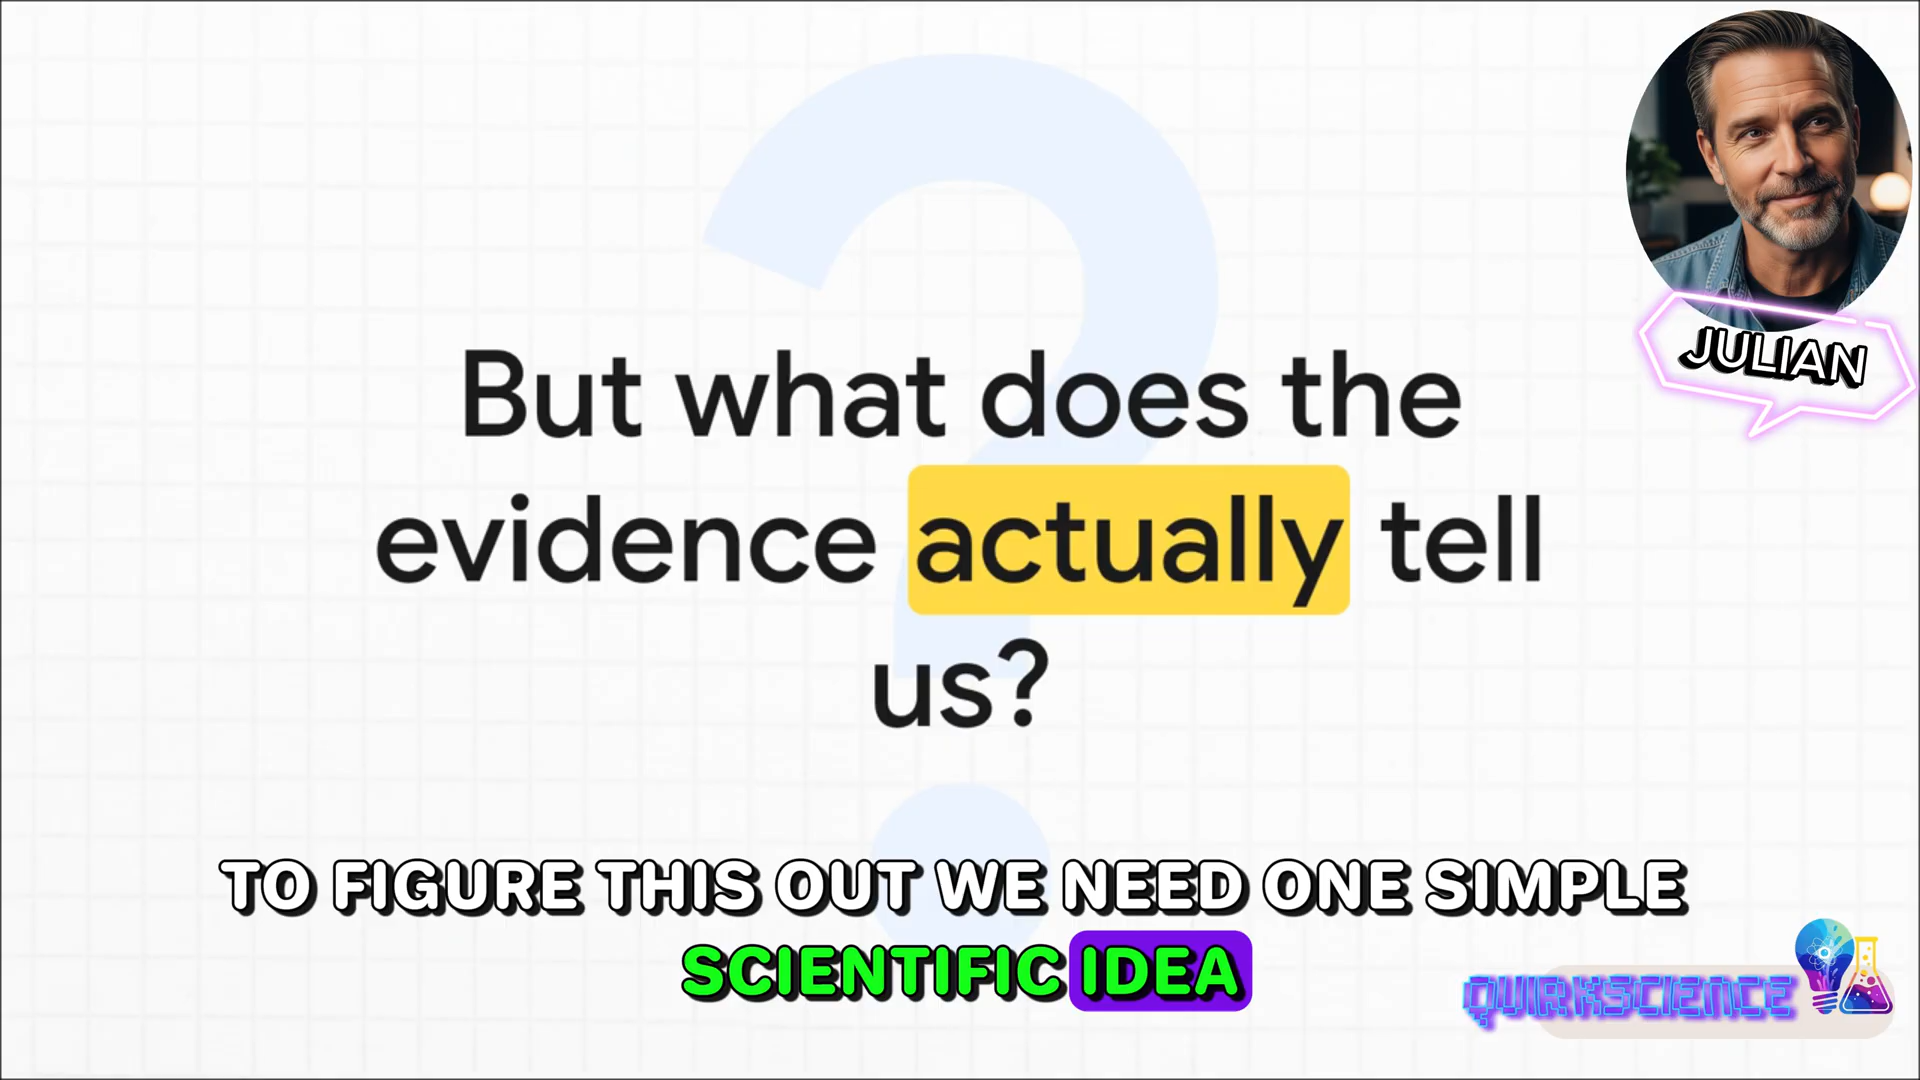 But what does the
evidence actually tell
us?
JULIAN
TO FIGURE THIS OUT WE NEED ONE SIMPLE
SCIENTIFIC IDEA
QUIRKSCIENCE